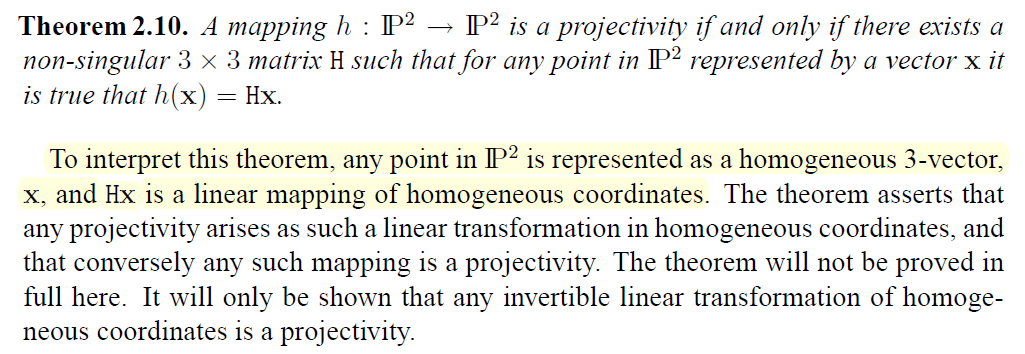 Theorem 2.10. A mapping h : ℙ² → ℙ² is a projectivity if and only if there exists a
non-singular 3 × 3 matrix H such that for any point in ℙ² represented by a vector x it
is true that h(x) = Hx.
To interpret this theorem, any point in ℙ² is represented as a homogeneous 3-vector,
x, and Hx is a linear mapping of homogeneous coordinates. The theorem asserts that
any projectivity arises as such a linear transformation in homogeneous coordinates, and
that conversely any such mapping is a projectivity. The theorem will not be proved in
full here. It will only be shown that any invertible linear transformation of homoge-
neous coordinates is a projectivity.